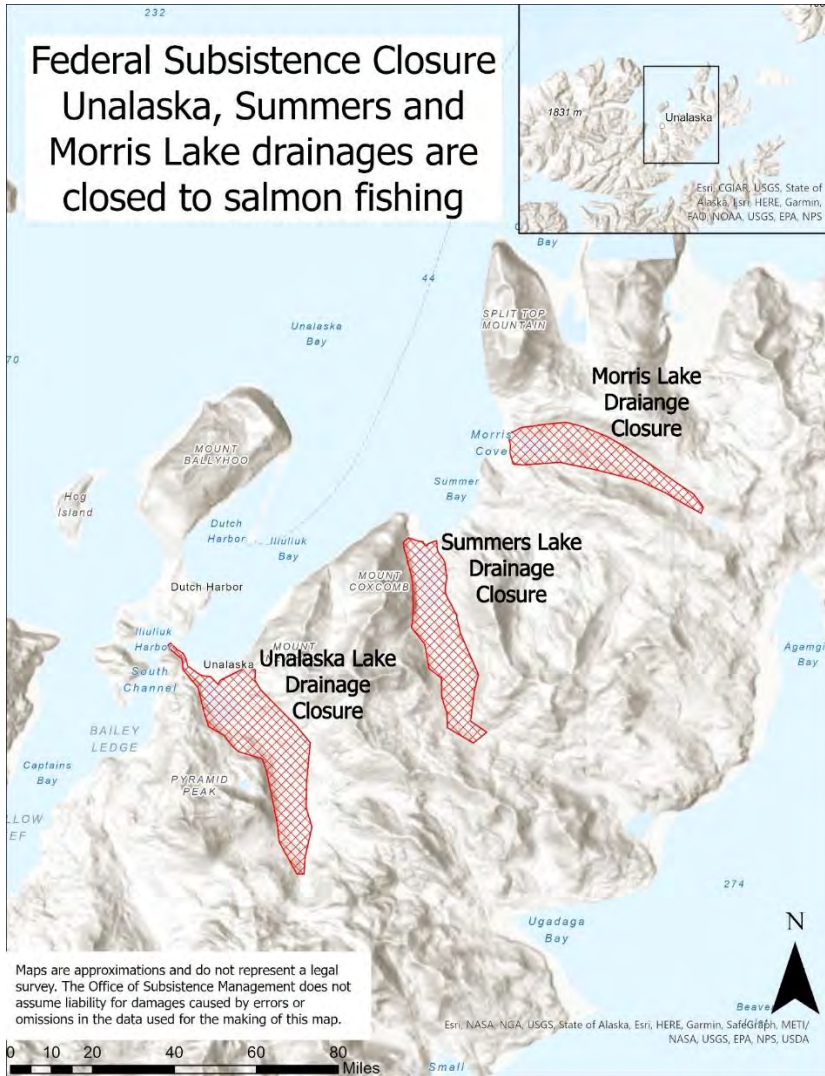 232
Federal Subsistence Closure
Unalaska, Summers and
Morris Lake drainages are
closed to salmon fishing
1831 m
Unalaska
Esri, CGIAR, USGS, State of
Alaska, Esri, HERE, Garmin,
FAO, NOAA, USGS, EPA, NPS
Bay
44
SPLIT TOP
MOUNTAIN
Unalaska
Bay
70
Morris Lake
Draiange
Closure
Morris
Cove
MOUNT
BALLYHOO
Summer
Bay
Hog
Island
Dutch
Harbor
Iliuliuk
Bay
Summers Lake
Drainage
Closure
MOUNT
COXCOMB
Dutch Harbor
Iliuliuk
Harbo
Unalaska
MOUNT
Unalaska Lake
Drainage
Closure
South
Channel
Agamgi
Bay
BAILEY
LEDGE
Captains
Bay
PYRAMID
PEAK
LLOW
EF
274
Ugadaga
Bay
N
Maps are approximations and do not represent a legal
survey. The Office of Subsistence Management does not
assume liability for damages caused by errors or
omissions in the data used for the making of this map.
Beaver
Esri, NASA, NGA, USGS, State of Alaska, Esri, HERE, Garmin, SafeGraph, METI/
NASA, USGS, EPA, NPS, USDA
0 10 20 40 60 80
Miles
Small